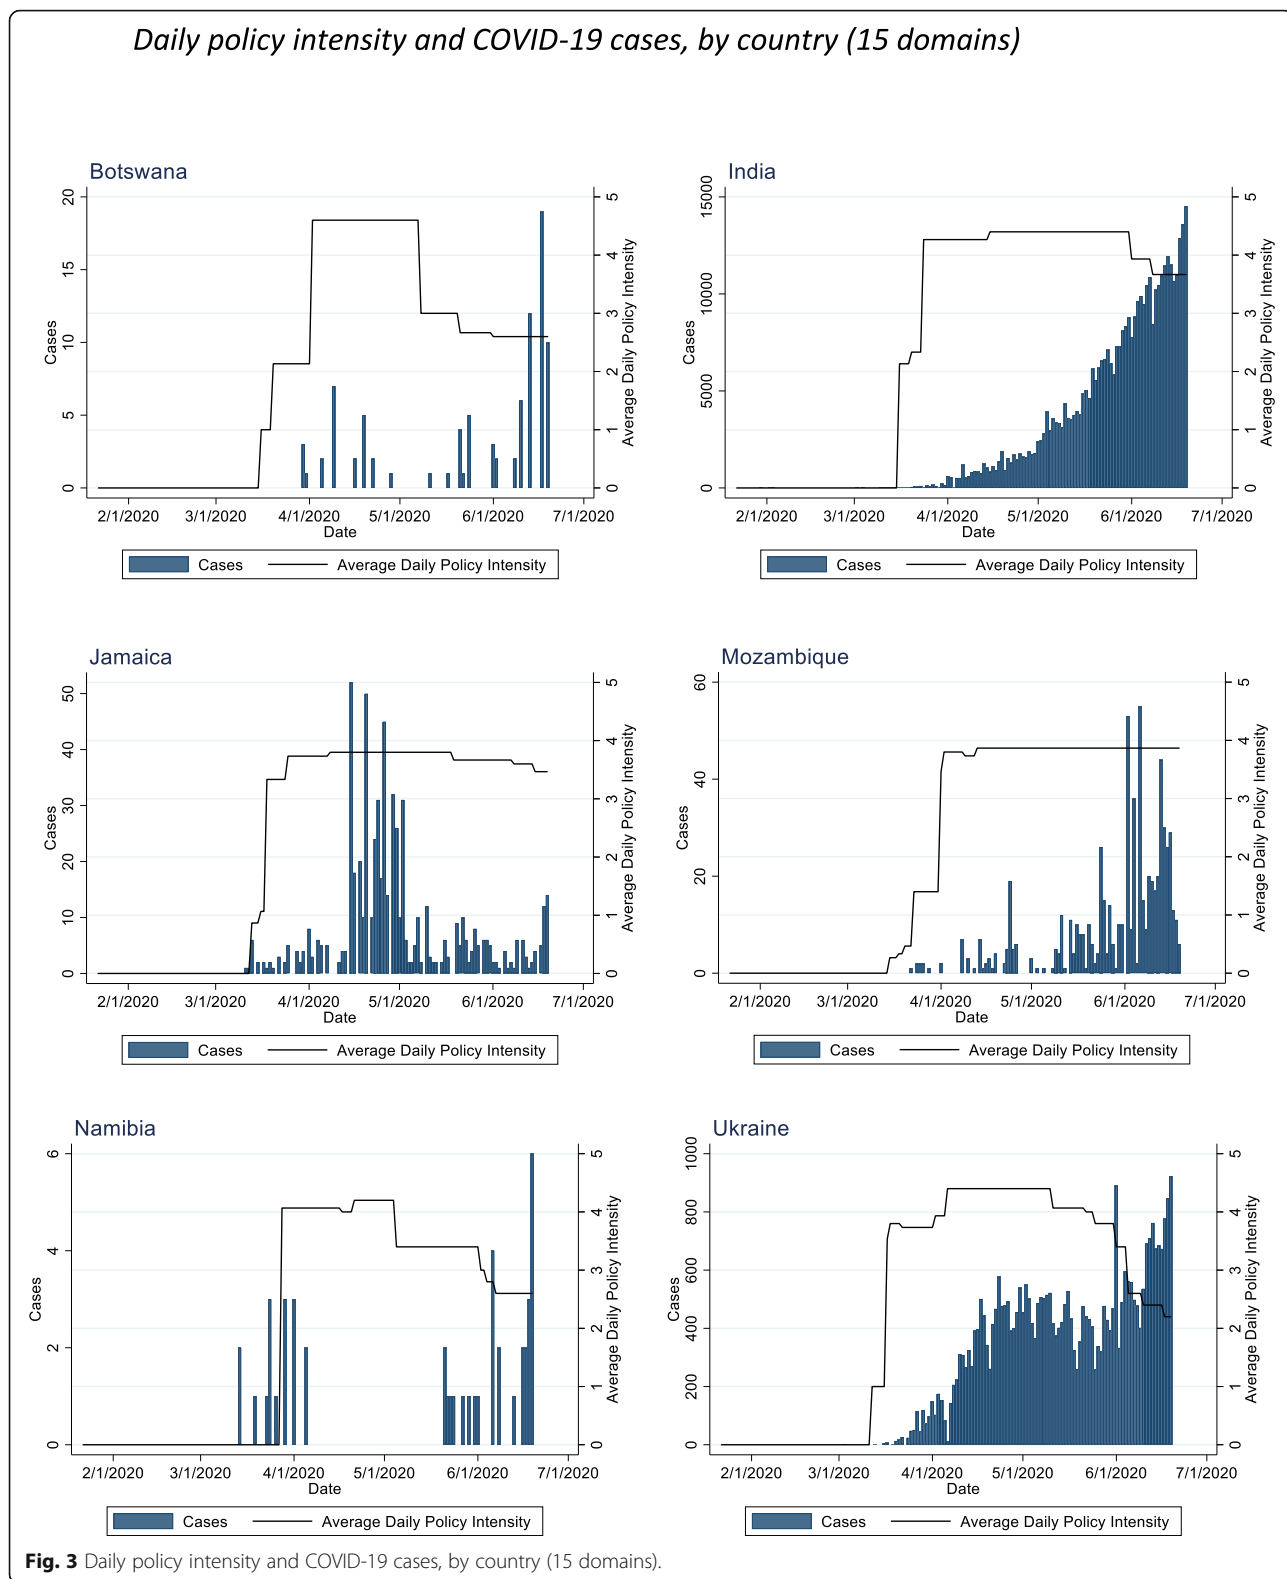 Daily policy intensity and COVID-19 cases, by country (15 domains)
Botswana
20
15
10
5
0
Cases
5
4
3
2
1
0
Average Daily Policy Intensity
2/1/2020 3/1/2020 4/1/2020 5/1/2020 6/1/2020 7/1/2020
Date
Cases Average Daily Policy Intensity
India
15000
10000
5000
0
Cases
5
4
3
2
1
0
Average Daily Policy Intensity
2/1/2020 3/1/2020 4/1/2020 5/1/2020 6/1/2020 7/1/2020
Date
Cases Average Daily Policy Intensity
Jamaica
50
40
30
20
10
0
Cases
5
4
3
2
1
0
Average Daily Policy Intensity
2/1/2020 3/1/2020 4/1/2020 5/1/2020 6/1/2020 7/1/2020
Date
Cases Average Daily Policy Intensity
Mozambique
60
40
20
0
Cases
5
4
3
2
1
0
Average Daily Policy Intensity
2/1/2020 3/1/2020 4/1/2020 5/1/2020 6/1/2020 7/1/2020
Date
Cases Average Daily Policy Intensity
Namibia
6
4
2
0
Cases
5
4
3
2
1
0
Average Daily Policy Intensity
2/1/2020 3/1/2020 4/1/2020 5/1/2020 6/1/2020 7/1/2020
Date
Cases Average Daily Policy Intensity
Ukraine
1000
800
600
400
200
0
Cases
5
4
3
2
1
0
Average Daily Policy Intensity
2/1/2020 3/1/2020 4/1/2020 5/1/2020 6/1/2020 7/1/2020
Date
Cases Average Daily Policy Intensity
Fig. 3 Daily policy intensity and COVID-19 cases, by country (15 domains).